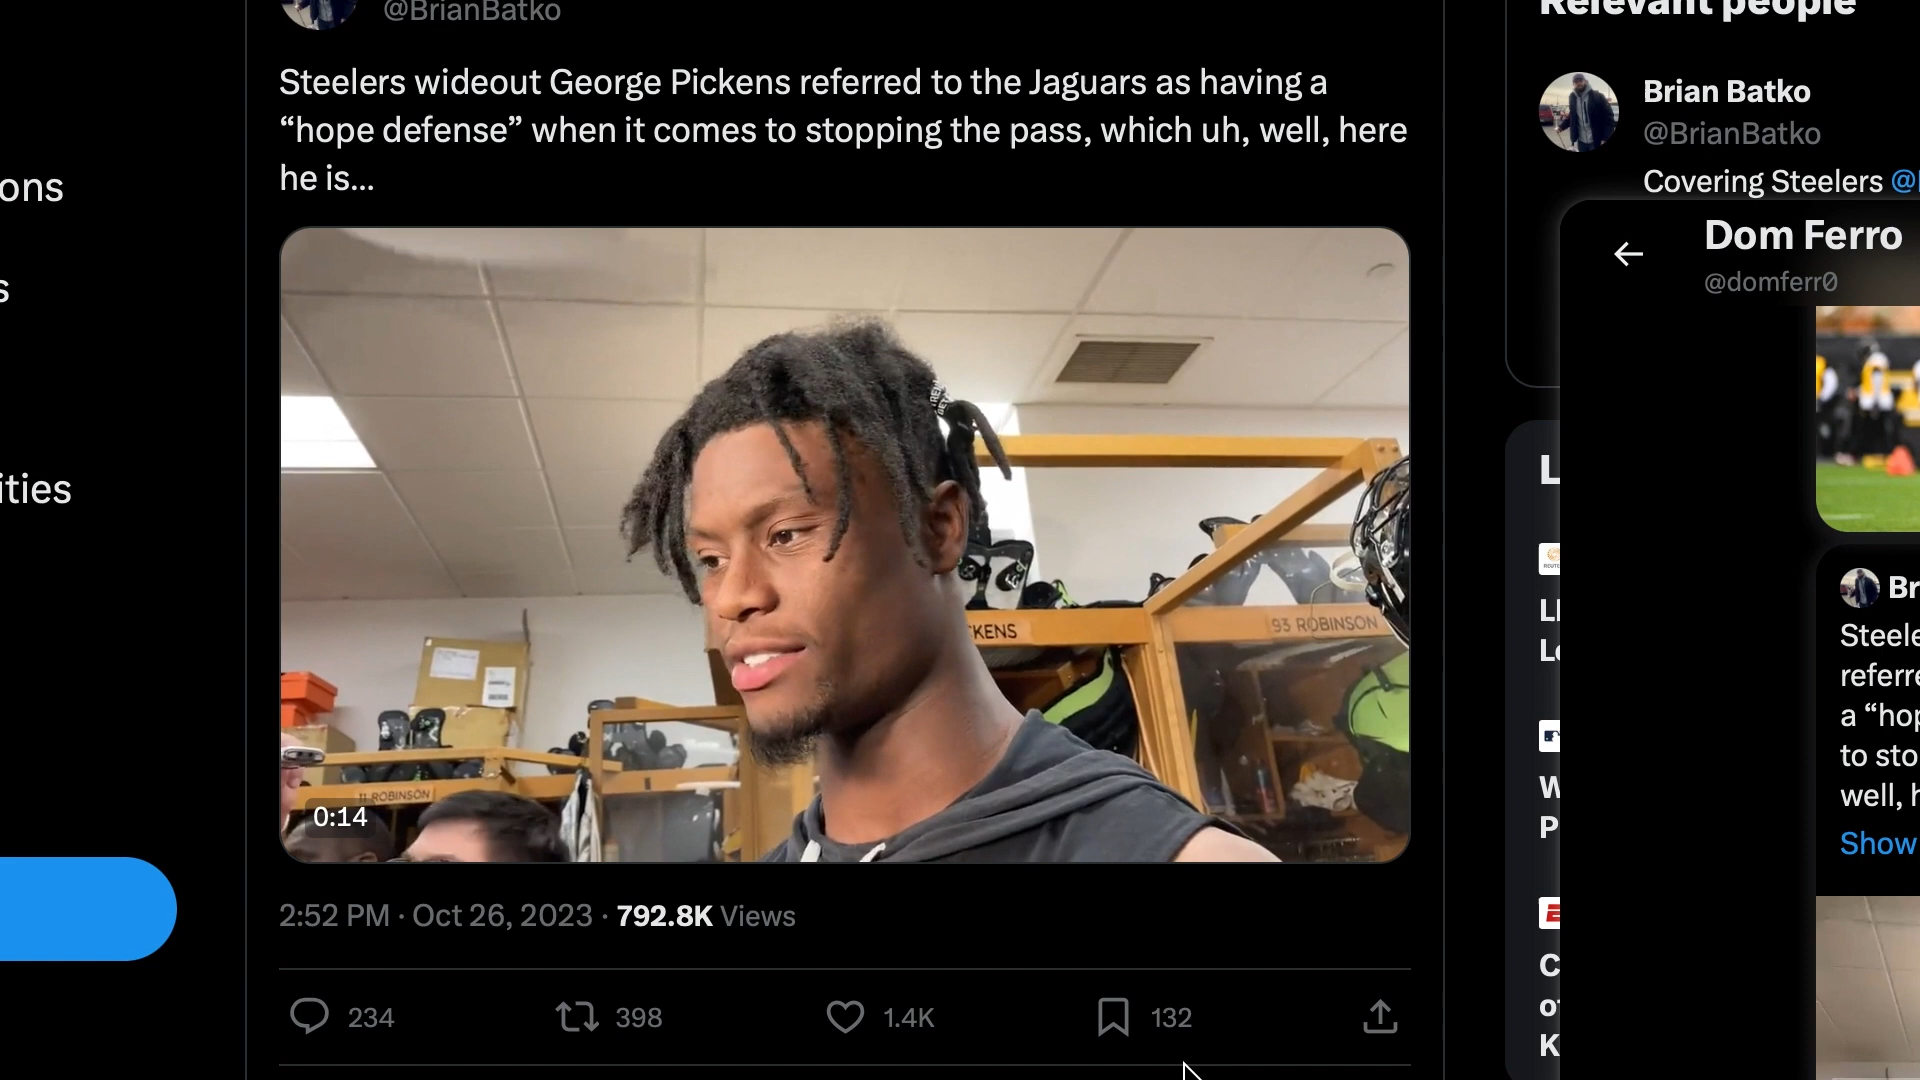 @BrianBatko
Steelers wideout George Pickens referred to the Jaguars as having a
“hope defense” when it comes to stopping the pass, which uh, well, here
he is...
KENS
93 ROBINSON
11 ROBINSON
0:14
2:52 PM · Oct 26, 2023 · 792.8K Views
234
398
1.4K
132
ons
s
ities
Relevant people
Brian Batko
@BrianBatko
Covering Steelers @
Dom Ferro
@domferr0
L
W
P
C
K
Br
Steele
referre
a “hop
to sto
well, h
Show